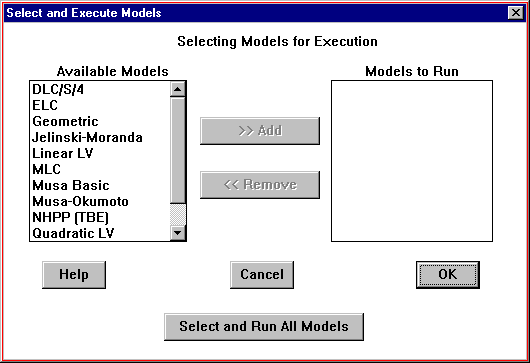 Select and Execute Models
Selecting Models for Execution
Available Models
Models to Run
DLC/S/4
ELC
Geometric
Jelinski-Moranda
Linear LV
MLC
Musa Basic
Musa-Okumoto
NHPP (TBE)
Quadratic LV
>> Add
<< Remove
Help
Cancel
OK
Select and Run All Models